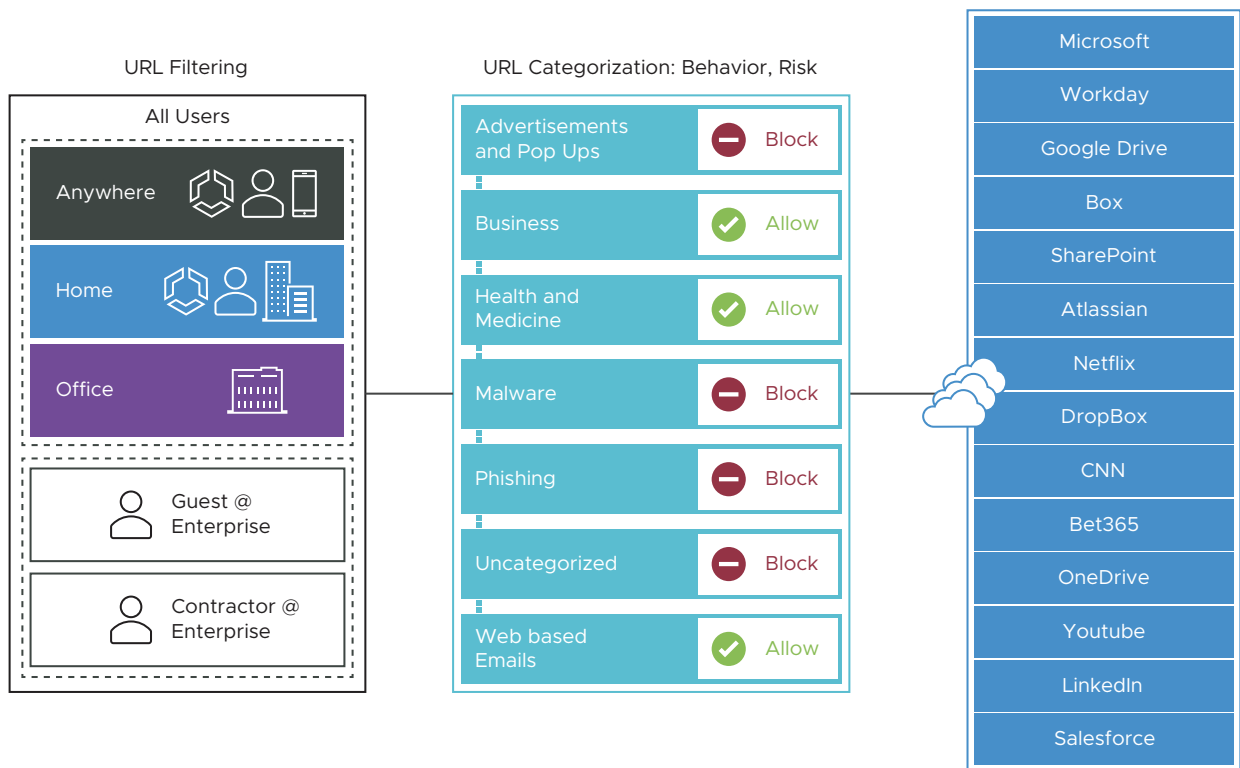 URL Filtering
All Users
Anywhere
Home
Office
Guest @
Enterprise
Contractor @
Enterprise
URL Categorization: Behavior, Risk
Advertisements
and Pop Ups
Block
Business
Allow
Health and
Medicine
Allow
Malware
Block
Phishing
Block
Uncategorized
Block
Web based
Emails
Allow
Microsoft
Workday
Google Drive
Box
SharePoint
Atlassian
Netflix
DropBox
CNN
Bet365
OneDrive
Youtube
LinkedIn
Salesforce